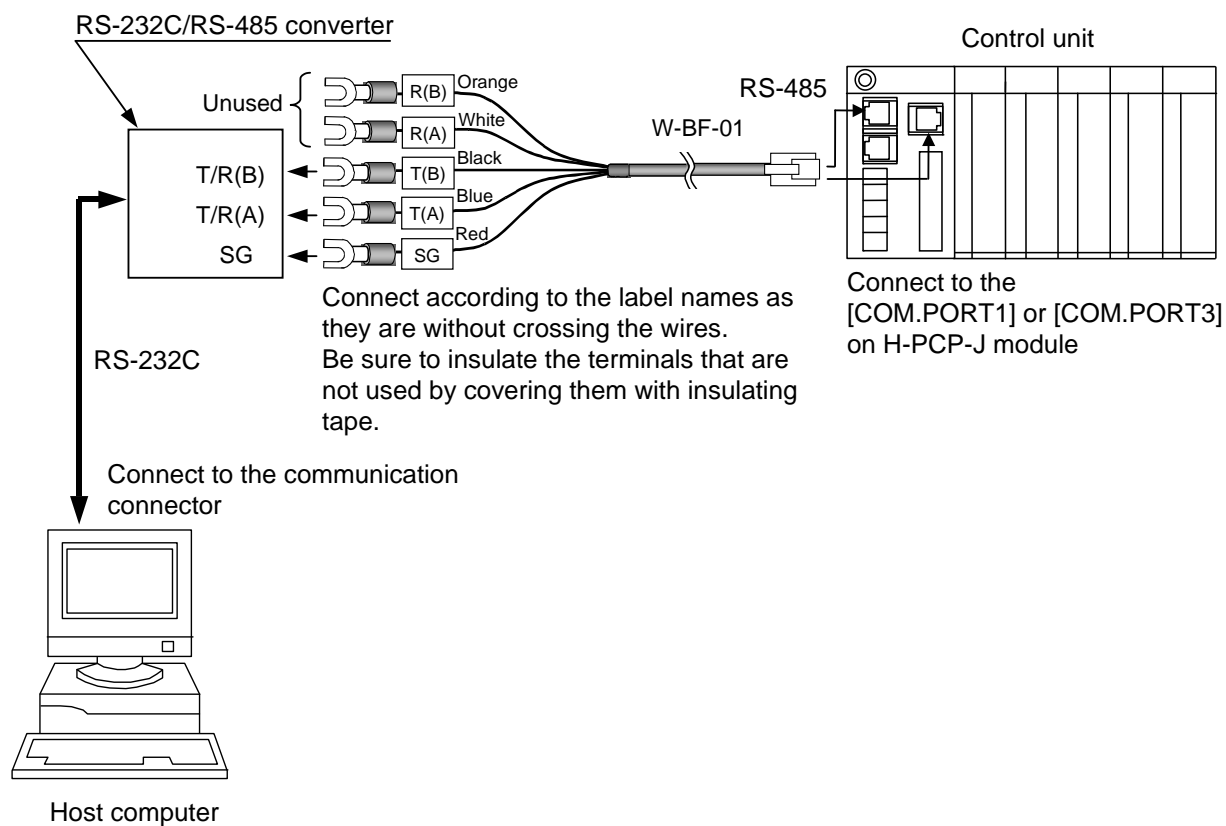 RS-232C/RS-485 converter
Control unit
Unused
R(B)
Orange
R(A)
White
T(B)
Black
T(A)
Blue
SG
Red
T/R(B)
T/R(A)
SG
W-BF-01
RS-485
Connect to the
[COM.PORT1] or [COM.PORT3]
on H-PCP-J module
Connect according to the label names as
they are without crossing the wires.
Be sure to insulate the terminals that are
not used by covering them with insulating
tape.
RS-232C
Connect to the communication
connector
Host computer